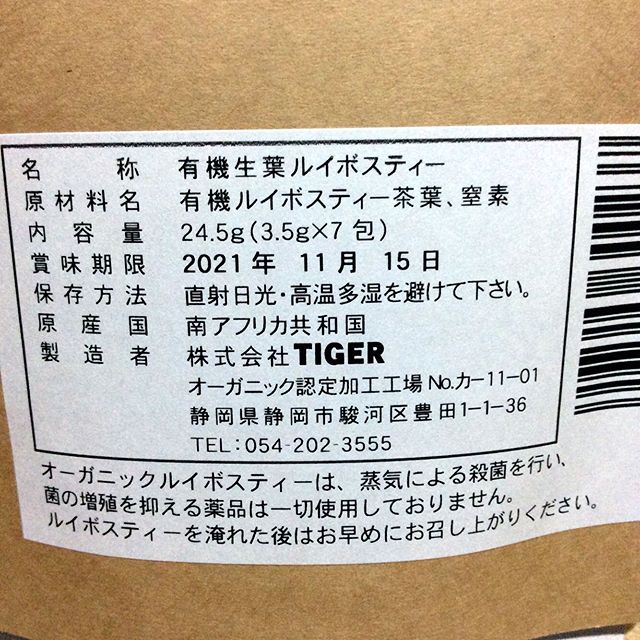 名称 有機生葉ルイボスティー
原材料名 有機ルイボスティー茶葉、窒素
内容量 24.5g(3.5g×7包)
賞味期限 2021年 11月 15日
保存方法 直射日光・高温多湿を避けて下さい。
原産国 南アフリカ共和国
製造者 株式会社TIGER
オーガニック認定加工工場No.カー11-01
静岡県静岡市駿河区豊田1-1-36
TEL:054-202-3555
オーガニックルイボスティーは、蒸気による殺菌を行い、
菌の増殖を抑える薬品は一切使用しておりません。
ルイボスティーを淹れた後はお早めにお召し上がりください。